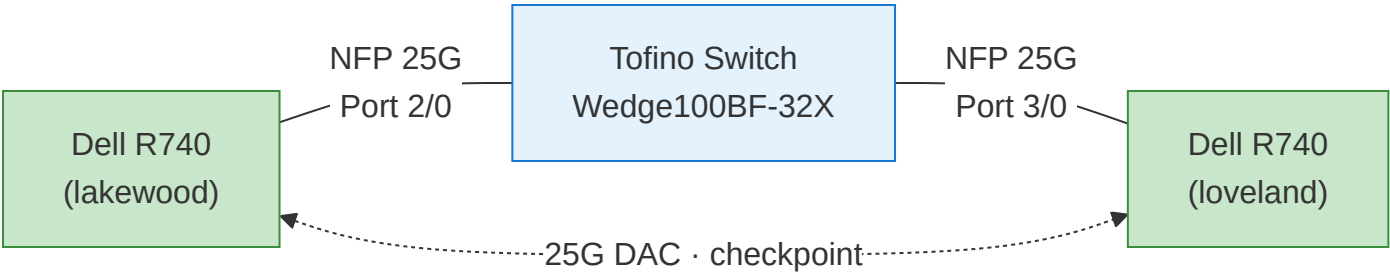 NFP 25G
Port 2/0
Tofino Switch
Wedge100BF-32X
NFP 25G
Port 3/0
Dell R740
(lakewood)
Dell R740
(loveland)
25G DAC · checkpoint